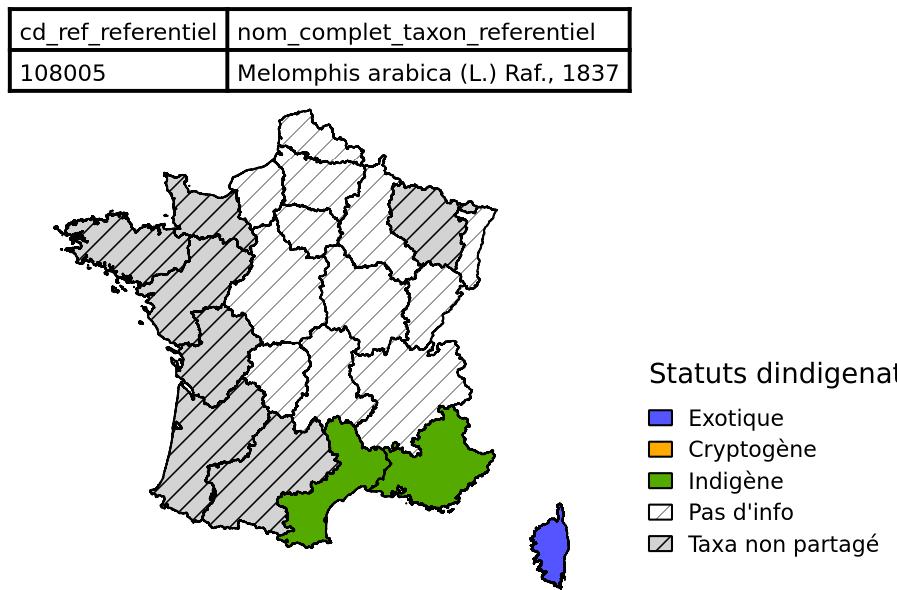 cd_ref_referentiel nom_complet_taxon_referentiel
108005 Melomphis arabica (L.) Raf., 1837
Statuts dindigenat
Exotique
Cryptogène
Indigène
Pas d'info
Taxa non partagé